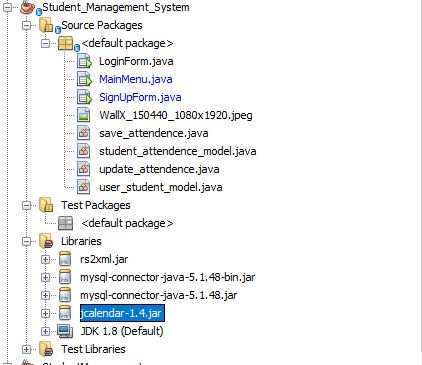 Student_Management_System
Source Packages
<default package>
LoginForm.java
MainMenu.java
SignUpForm.java
WallX_150440_1080x1920.jpeg
save_attendence.java
student_attendence_model.java
update_attendence.java
user_student_model.java
Test Packages
<default package>
Libraries
rs2xml.jar
mysql-connector-java-5.1.48-bin.jar
mysql-connector-java-5.1.48.jar
jcalendar-1.4.jar
JDK 1.8 (Default)
Test Libraries